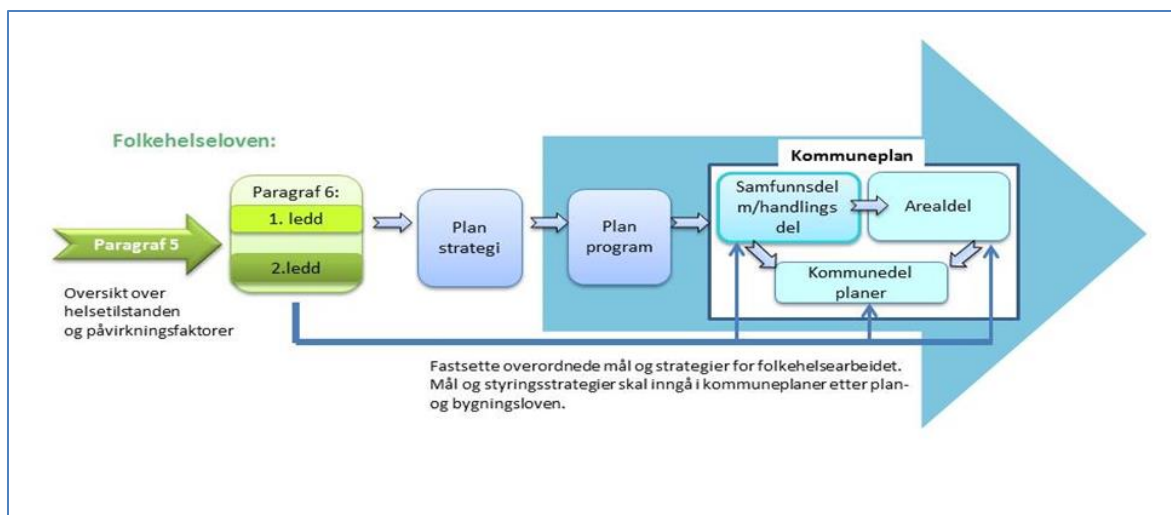 Folkehelseloven:
Paragraf 5
Oversikt over
helsetilstanden
og påvirkningsfaktorer
Paragraf 6:
1. ledd
2.ledd
Plan
strategi
Plan
program
Kommuneplan
Samfunnsdel
m/handlings
del
Arealdel
Kommunedel
planer
Fastsette overordnede mål og strategier for folkehelsearbeidet.
Mål og styringsstrategier skal inngå i kommuneplaner etter plan-
og bygningsloven.